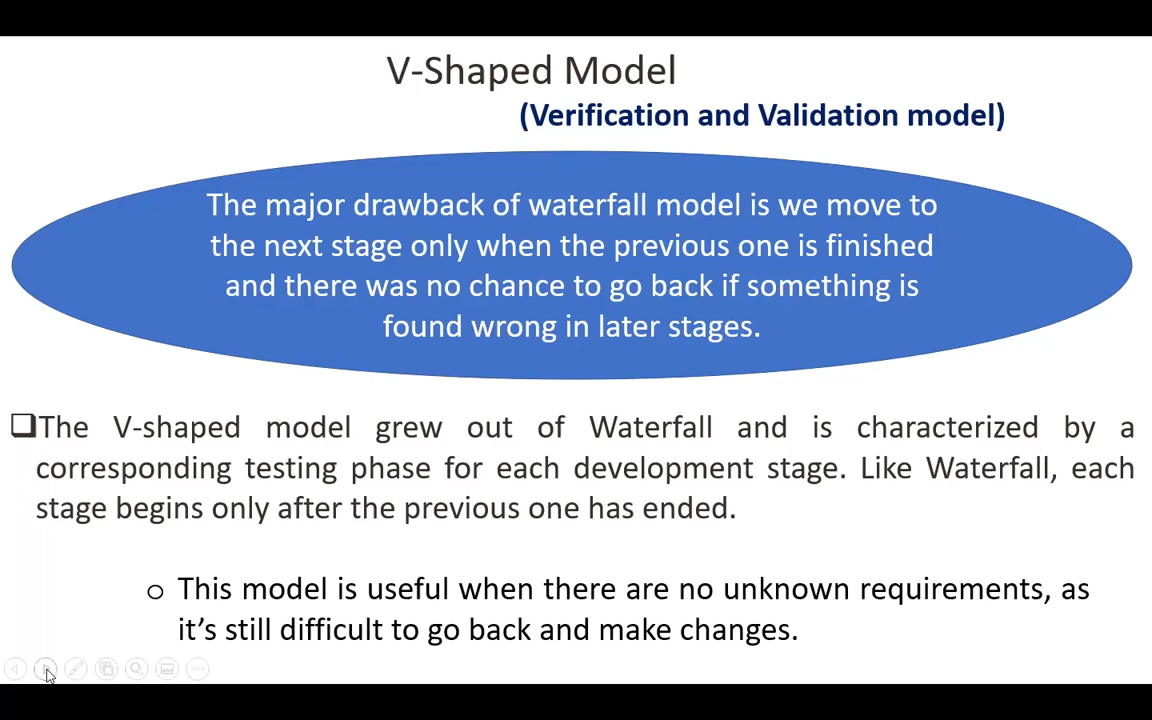 V-Shaped Model
(Verification and Validation model)
The major drawback of waterfall model is we move to
the next stage only when the previous one is finished
and there was no chance to go back if something is
found wrong in later stages.
❑The V-shaped model grew out of Waterfall and is characterized by a
corresponding testing phase for each development stage. Like Waterfall, each
stage begins only after the previous one has ended.
o This model is useful when there are no unknown requirements, as
it’s still difficult to go back and make changes.